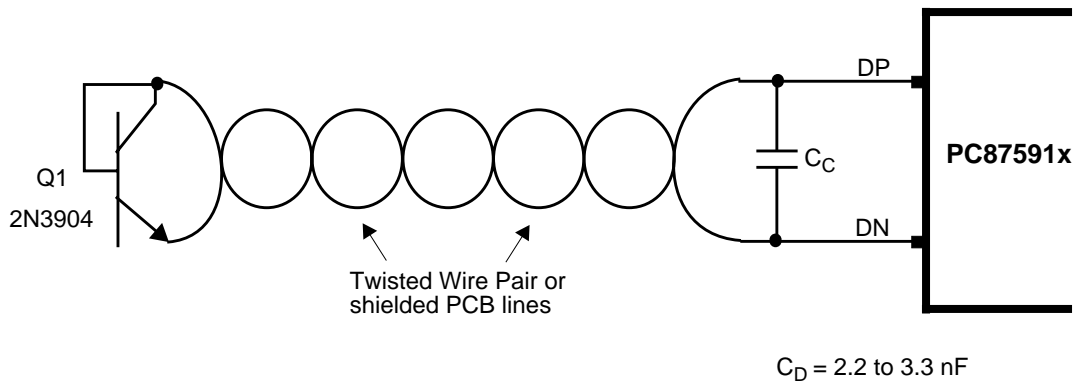 DP
PC87591x
C_C
Q1
2N3904
DN
Twisted Wire Pair or
shielded PCB lines
C_D = 2.2 to 3.3 nF